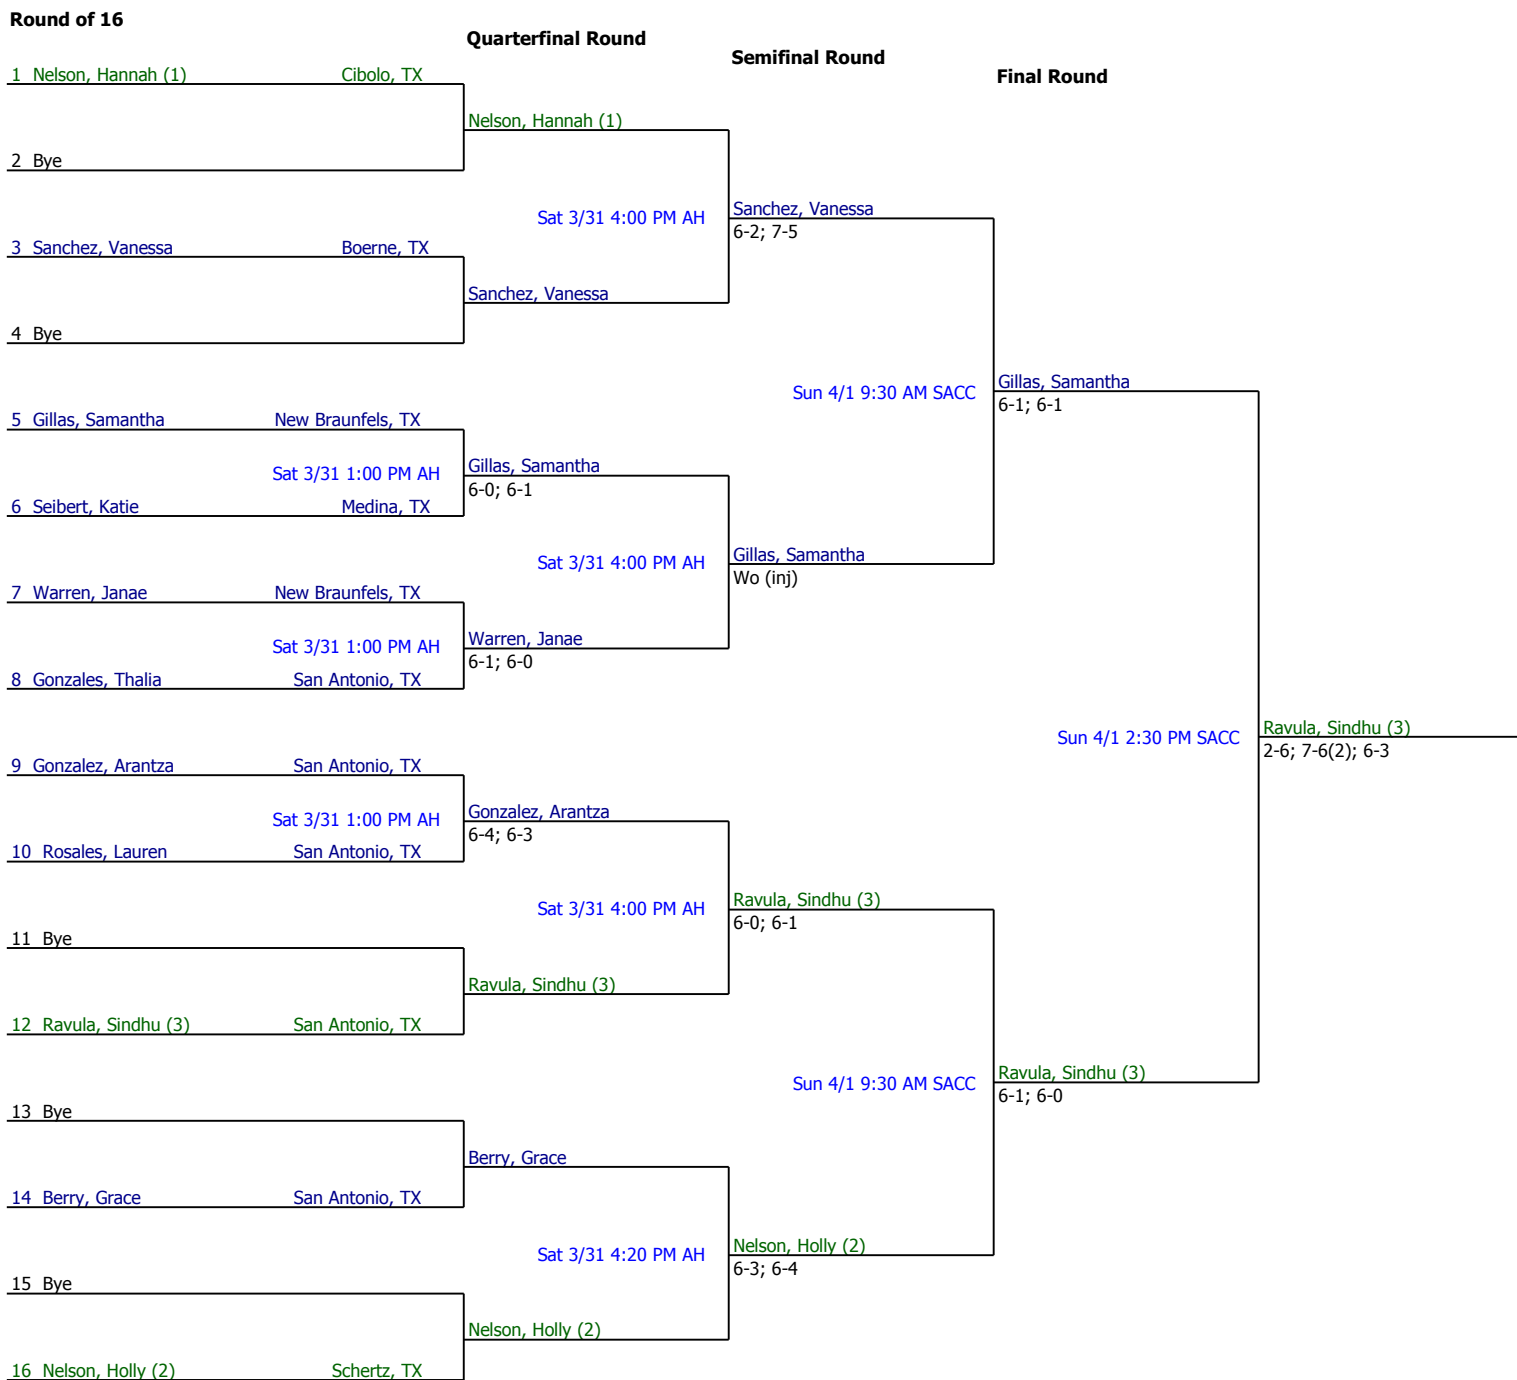 Round of 16
Quarterfinal Round
Semifinal Round
Final Round
1 Nelson, Hannah (1) Cibolo, TX
Nelson, Hannah (1)
2 Bye
Sat 3/31 4:00 PM AH
Sanchez, Vanessa
6-2; 7-5
3 Sanchez, Vanessa Boerne, TX
Sanchez, Vanessa
4 Bye
Sun 4/1 9:30 AM SACC
Gillas, Samantha
6-1; 6-1
5 Gillas, Samantha New Braunfels, TX
Sat 3/31 1:00 PM AH
Gillas, Samantha
6-0; 6-1
6 Seibert, Katie Medina, TX
Sat 3/31 4:00 PM AH
Gillas, Samantha
Wo (inj)
7 Warren, Janae New Braunfels, TX
Sat 3/31 1:00 PM AH
Warren, Janae
6-1; 6-0
8 Gonzales, Thalia San Antonio, TX
Sun 4/1 2:30 PM SACC
Ravula, Sindhu (3)
2-6; 7-6(2); 6-3
9 Gonzalez, Arantza San Antonio, TX
Sat 3/31 1:00 PM AH
Gonzalez, Arantza
6-4; 6-3
10 Rosales, Lauren San Antonio, TX
Sat 3/31 4:00 PM AH
Ravula, Sindhu (3)
6-0; 6-1
11 Bye
Ravula, Sindhu (3)
12 Ravula, Sindhu (3) San Antonio, TX
Sun 4/1 9:30 AM SACC
Ravula, Sindhu (3)
6-1; 6-0
13 Bye
Berry, Grace
14 Berry, Grace San Antonio, TX
Sat 3/31 4:20 PM AH
Nelson, Holly (2)
6-3; 6-4
15 Bye
Nelson, Holly (2)
16 Nelson, Holly (2) Schertz, TX